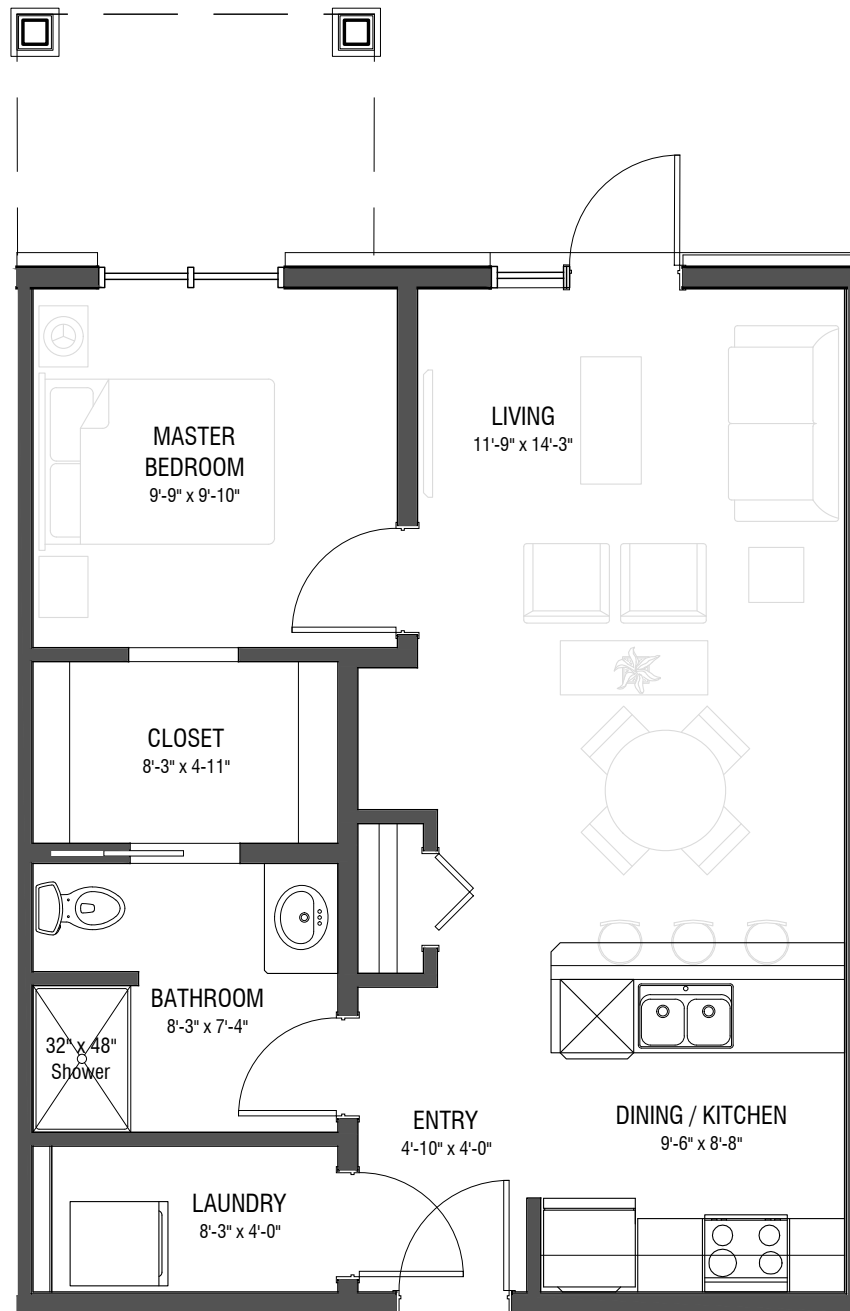 MASTER
BEDROOM
9'-9" x 9'-10"
LIVING
11'-9" x 14'-3"
CLOSET
8'-3" x 4-11"
BATHROOM
8'-3" x 7'-4"
32" x 48"
Shower
ENTRY
4'-10" x 4'-0"
DINING / KITCHEN
9'-6" x 8'-8"
LAUNDRY
8'-3" x 4'-0"